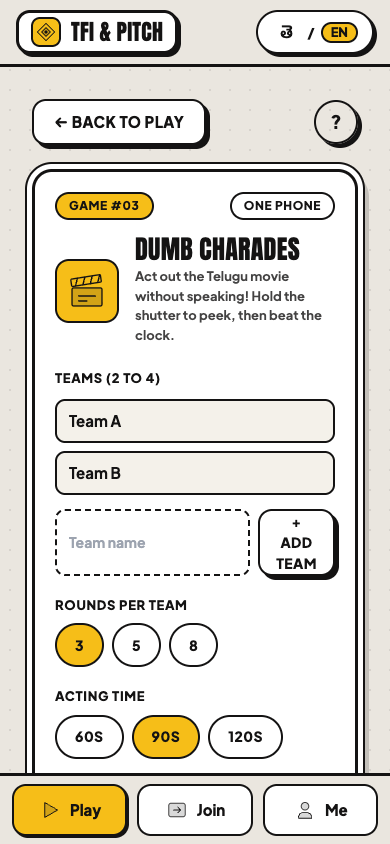 TFI & PITCH
తె / EN
← BACK TO PLAY
?
GAME #03
ONE PHONE
DUMB CHARADES
Act out the Telugu movie
without speaking! Hold the
shutter to peek, then beat the
clock.
TEAMS (2 TO 4)
Team A
Team B
Team name
+
ADD
TEAM
ROUNDS PER TEAM
3
5
8
ACTING TIME
60S
90S
120S
Play
Join
Me